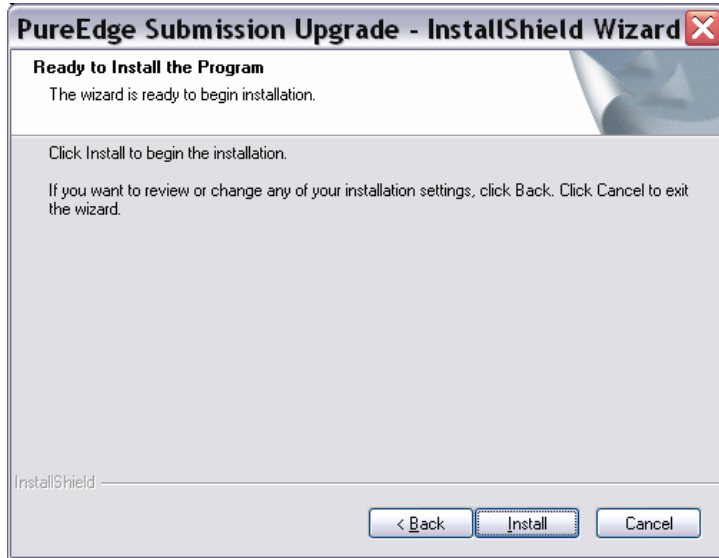 PureEdge Submission Upgrade - InstallShield Wizard
Ready to Install the Program
The wizard is ready to begin installation.
Click Install to begin the installation.
If you want to review or change any of your installation settings, click Back. Click Cancel to exit
the wizard.
InstallShield
< Back Install Cancel